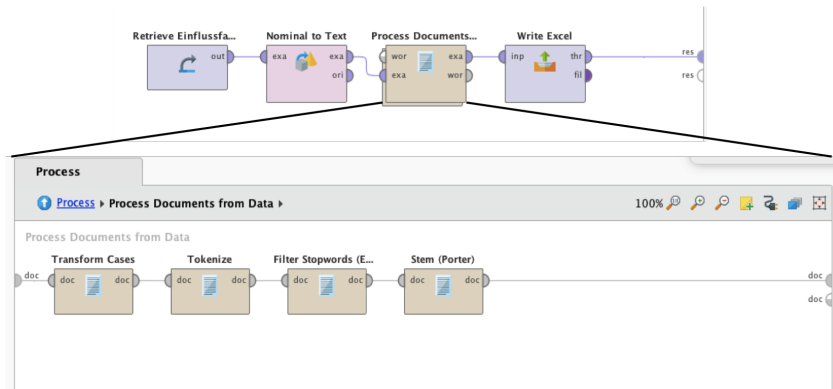 Retrieve Einflussfa... Nominal to Text Process Documents... Write Excel
out exa exa wor exa inp thr res
ori exa wor fil res
Process
Process Process Documents from Data
100%
Process Documents from Data
Transform Cases Tokenize Filter Stopwords (E... Stem (Porter)
doc doc doc doc doc doc doc doc doc doc
doc